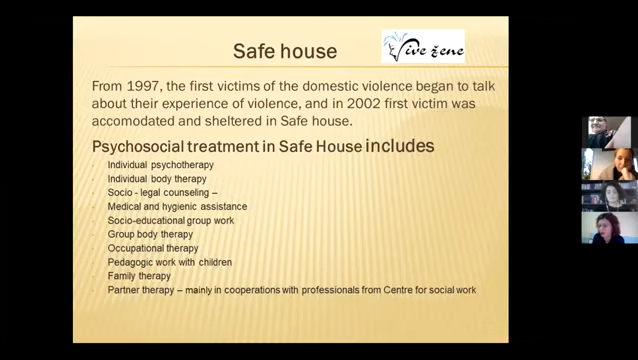 Safe house
Vive žene
From 1997, the first victims of the domestic violence began to talk
about their experience of violence, and in 2002 first victim was
accomodated and sheltered in Safe house.
Psychosocial treatment in Safe House includes
Individual psychotherapy
Individual body therapy
Socio - legal counseling –
Medical and hygienic assistance
Socio-educational group work
Group body therapy
Occupational therapy
Pedagogic work with children
Family therapy
Partner therapy – mainly in cooperations with professionals from Centre for social work